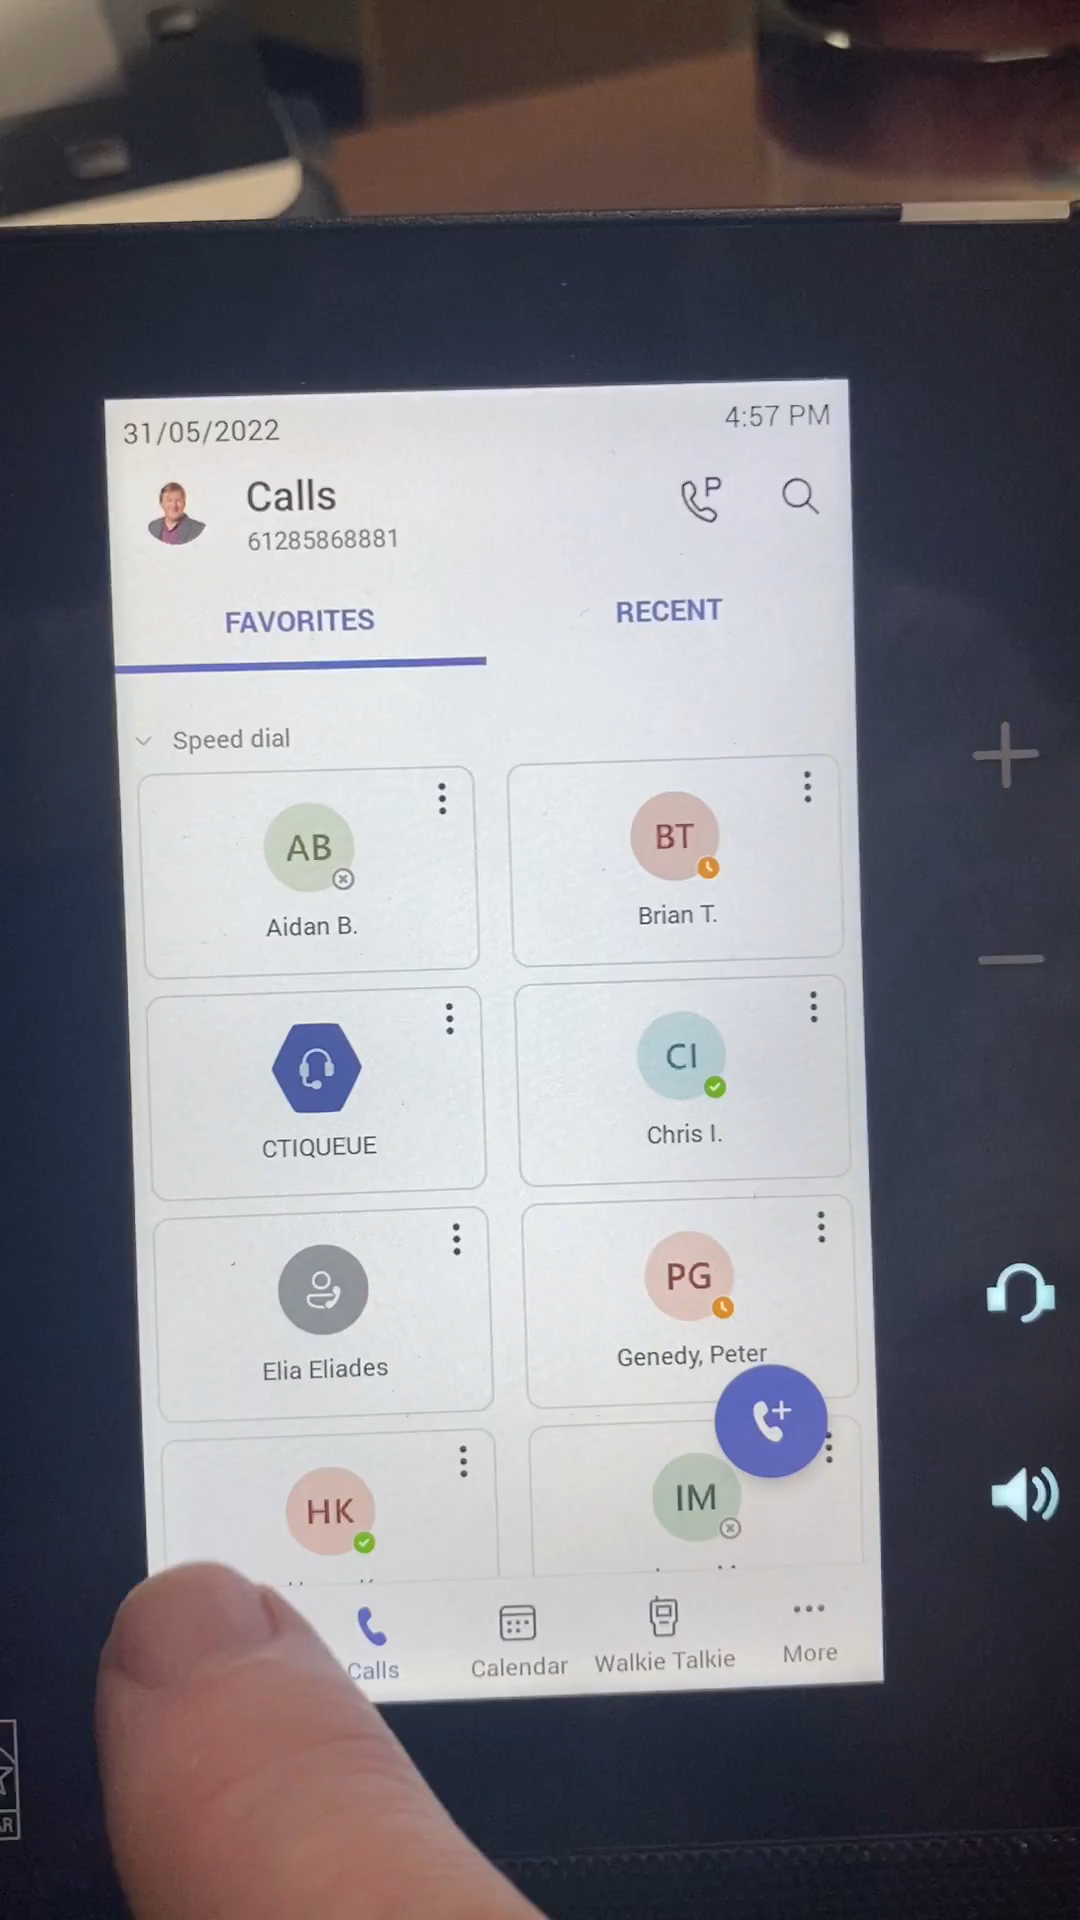 31/05/2022
4:57 PM
Calls
P
61285868881
FAVORITES
RECENT
Speed dial
AB
BT
Aidan B.
Brian T.
CI
CTIQUEUE
Chris I.
PG
Elia Eliades
Genedy, Peter
HK
IM
Calls
Calendar
Walkie Talkie
More
AR